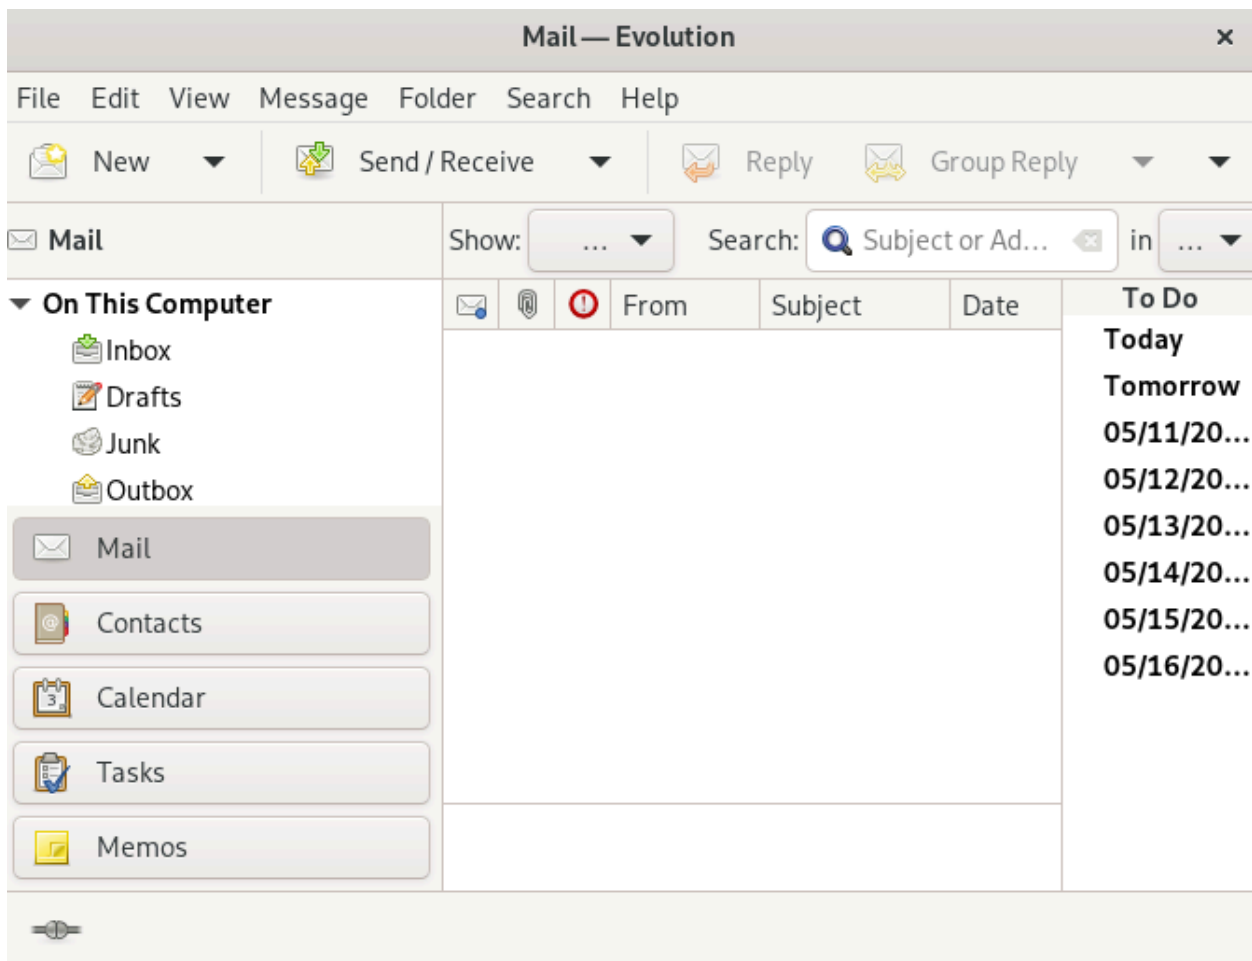 Mail — Evolution
File Edit View Message Folder Search Help
New Send / Receive Reply Group Reply
Mail
Show: ... Search: Subject or Ad... in ...
On This Computer
Inbox
Drafts
Junk
Outbox
Mail
Contacts
Calendar
Tasks
Memos
From Subject Date
To Do
Today
Tomorrow
05/11/20...
05/12/20...
05/13/20...
05/14/20...
05/15/20...
05/16/20...